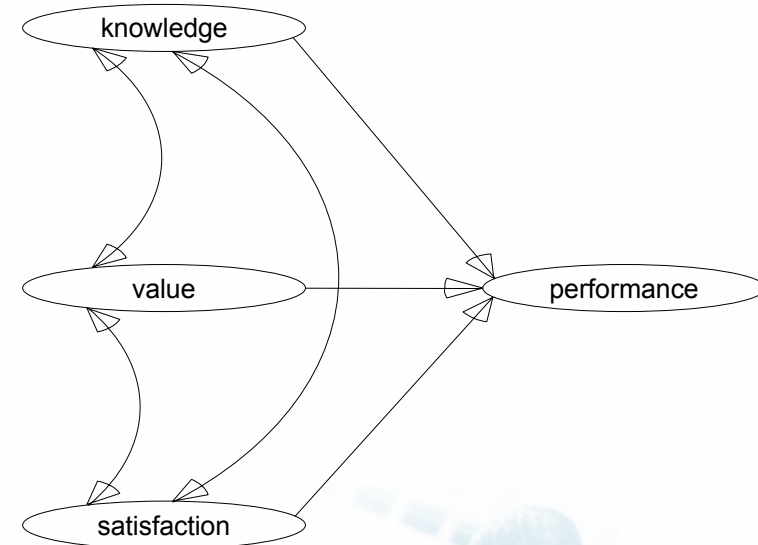 knowledge
value
performance
satisfaction